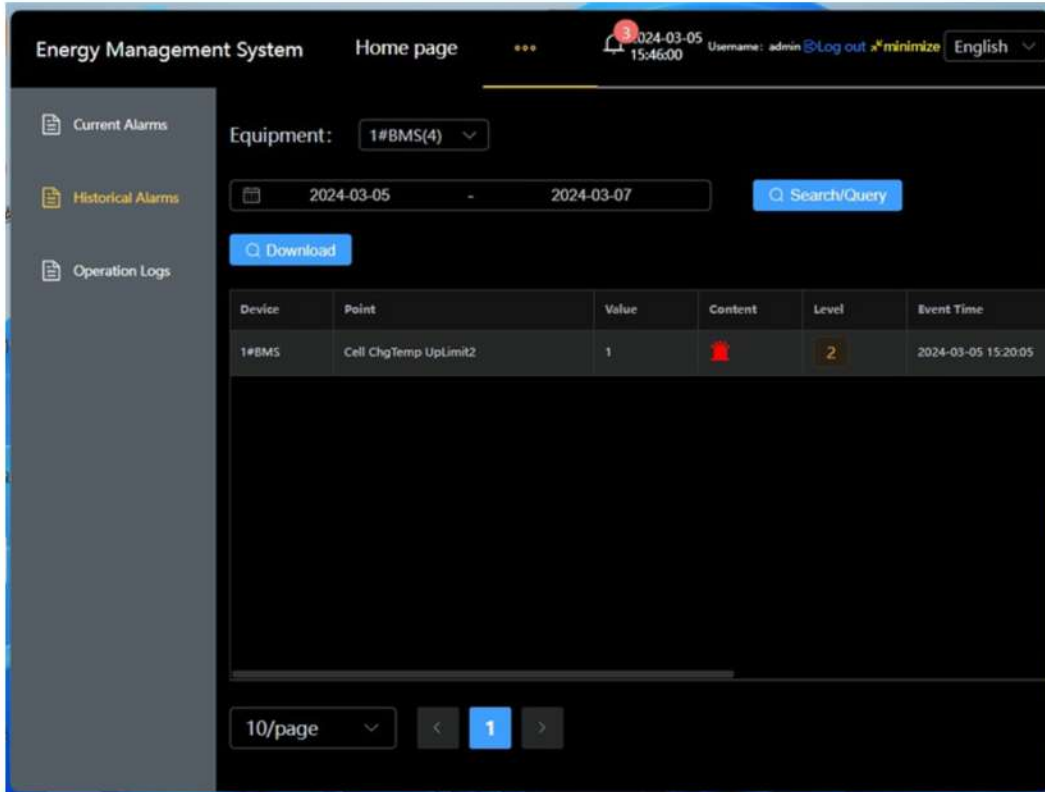 Energy Management System Home page 3 2024-03-05 15:46:00 Username: admin Log out minimize English
Current Alarms
Equipment: 1#BMS(4)
Historical Alarms
2024-03-05 - 2024-03-07 Search/Query
Download
Operation Logs
Device Point Value Content Level Event Time
1#BMS Cell ChgTemp UpLimit2 1 2 2024-03-05 15:20:05
10/page < 1 >